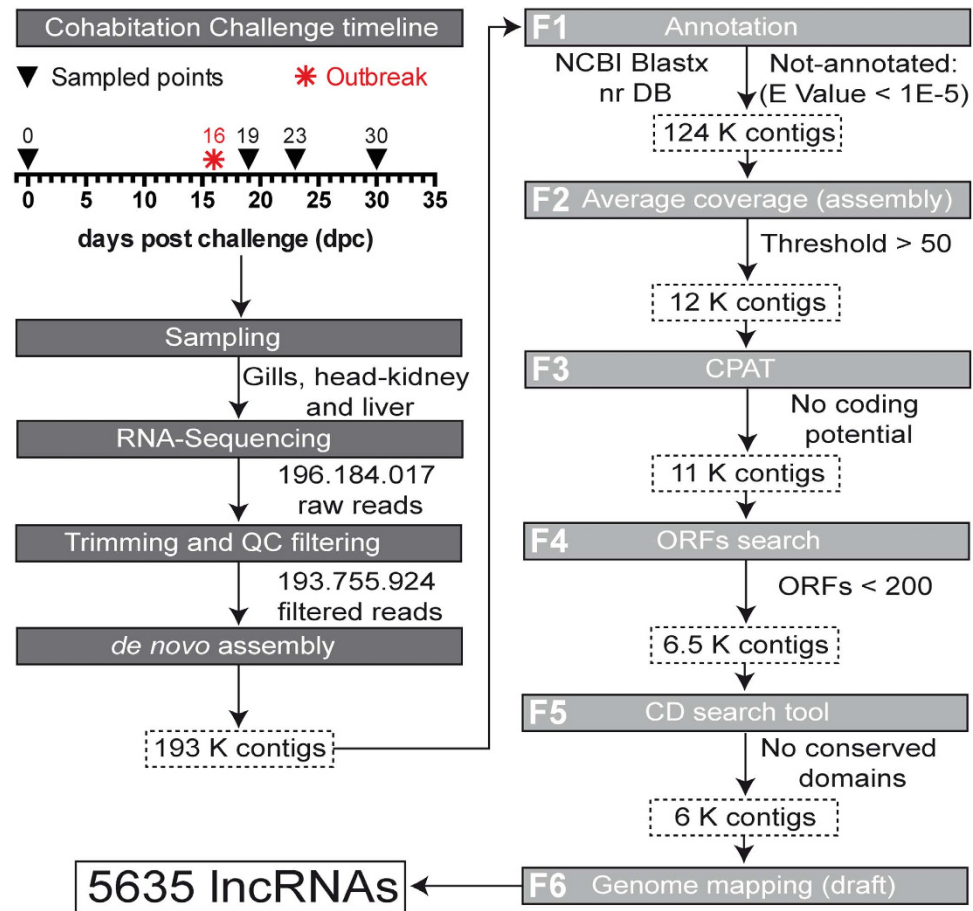 Cohabitation Challenge timeline
Sampled points
Outbreak
0 16 19 23 30
0 5 10 15 20 25 30 35
days post challenge (dpc)
Sampling
Gills, head-kidney
and liver
RNA-Sequencing
196.184.017
raw reads
Trimming and QC filtering
193.755.924
filtered reads
de novo assembly
193 K contigs
F1 Annotation
NCBI Blastx
nr DB
Not-annotated:
(E Value < 1E-5)
124 K contigs
F2 Average coverage (assembly)
Threshold > 50
12 K contigs
F3 CPAT
No coding
potential
11 K contigs
F4 ORFs search
ORFs < 200
6.5 K contigs
F5 CD search tool
No conserved
domains
6 K contigs
F6 Genome mapping (draft)
5635 lncRNAs